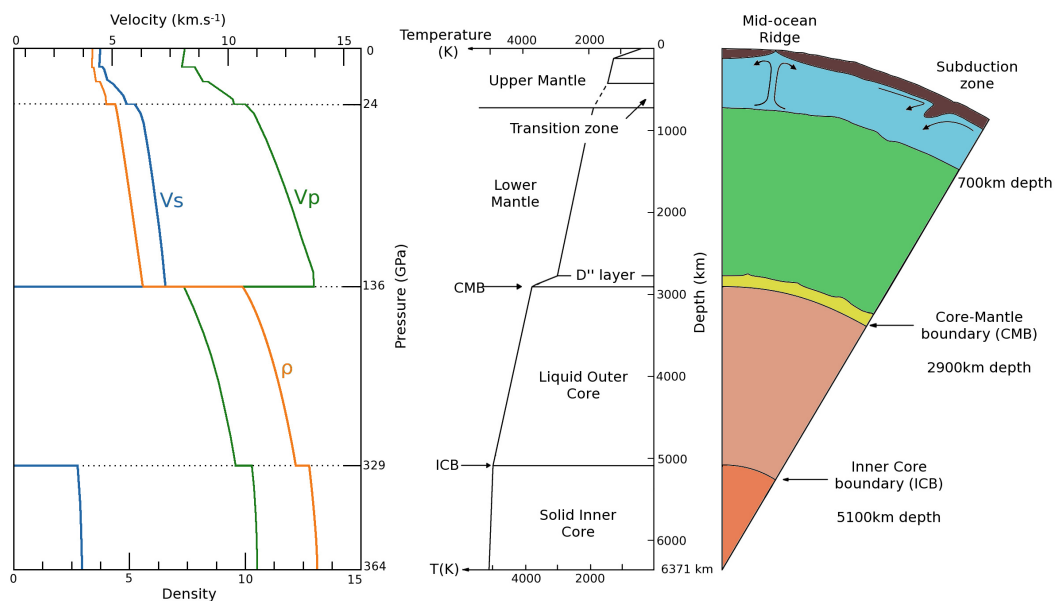 Velocity (km.s⁻¹)
0 5 10 15
0
24
136
329
364
Pressure (GPa)
Vs
Vp
ρ
0 5 10 15
Density
Temperature
(K)
4000 2000 0
Upper Mantle
Transition zone
1000
Lower
Mantle
2000
D'' layer
CMB
3000
Depth (km)
Liquid Outer
Core
4000
ICB
5000
Solid Inner
Core
6000
T(K)
6371 km
4000 2000
Mid-ocean
Ridge
Subduction
zone
700km depth
Core-Mantle
boundary (CMB)
2900km depth
Inner Core
boundary (ICB)
5100km depth